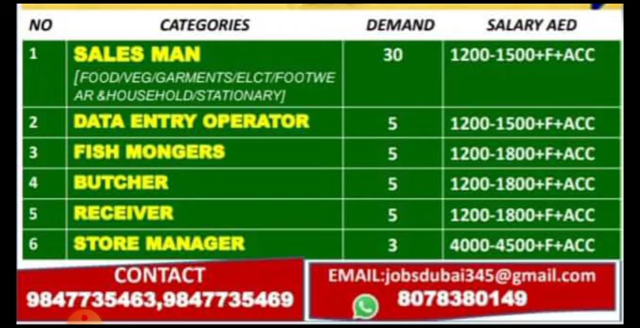 NO CATEGORIES DEMAND SALARY AED
1 SALES MAN 30 1200-1500+F+ACC
[FOOD/VEG/GARMENTS/ELCT/FOOTWE
AR &HOUSEHOLD/STATIONARY]
2 DATA ENTRY OPERATOR 5 1200-1500+F+ACC
3 FISH MONGERS 5 1200-1800+F+ACC
4 BUTCHER 5 1200-1800+F+ACC
5 RECEIVER 5 1200-1800+F+ACC
6 STORE MANAGER 3 4000-4500+F+ACC
CONTACT
9847735463,9847735469
EMAIL:jobsdubai345@gmail.com
8078380149